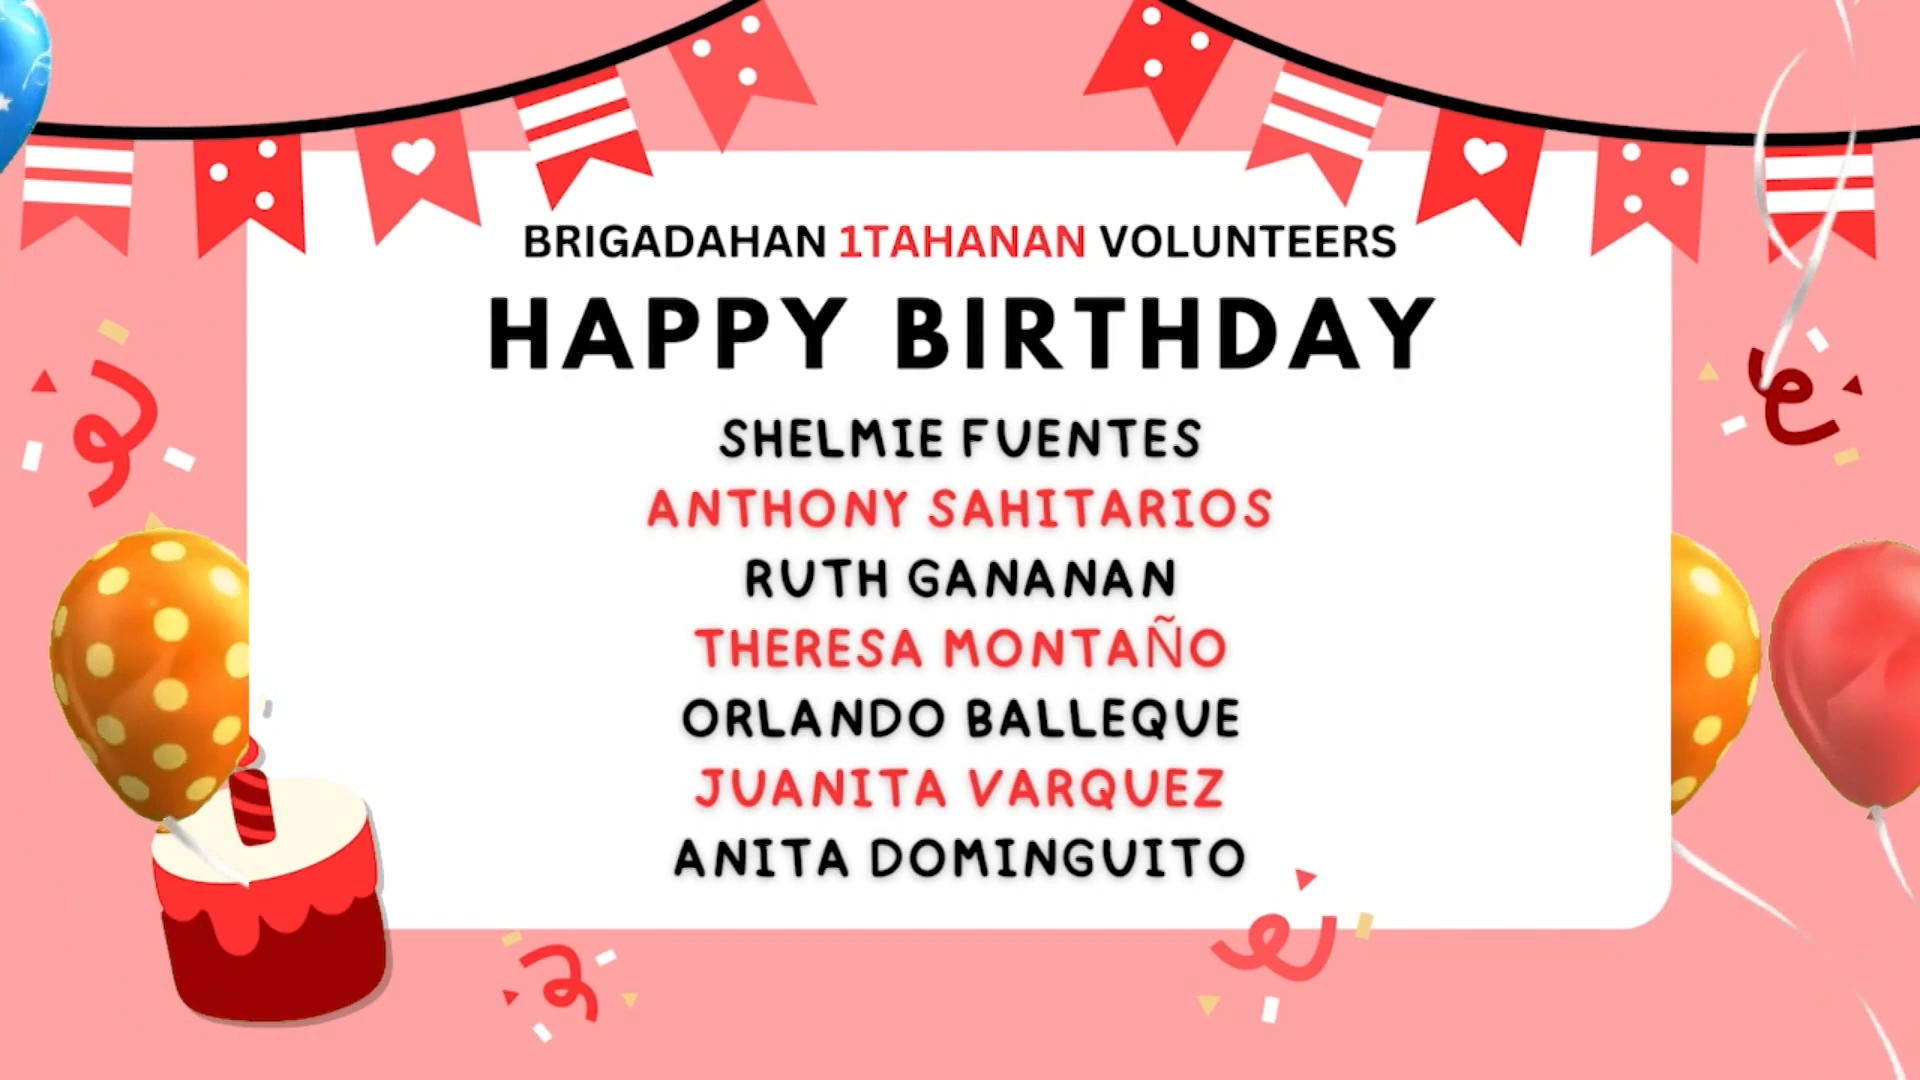 BRIGADAHAN 1TAHANAN VOLUNTEERS
HAPPY BIRTHDAY
SHELMIE FUENTES
ANTHONY SAHITARIOS
RUTH GANANAN
THERESA MONTAÑO
ORLANDO BALLEQUE
JUANITA VARQUEZ
ANITA DOMINGUITO